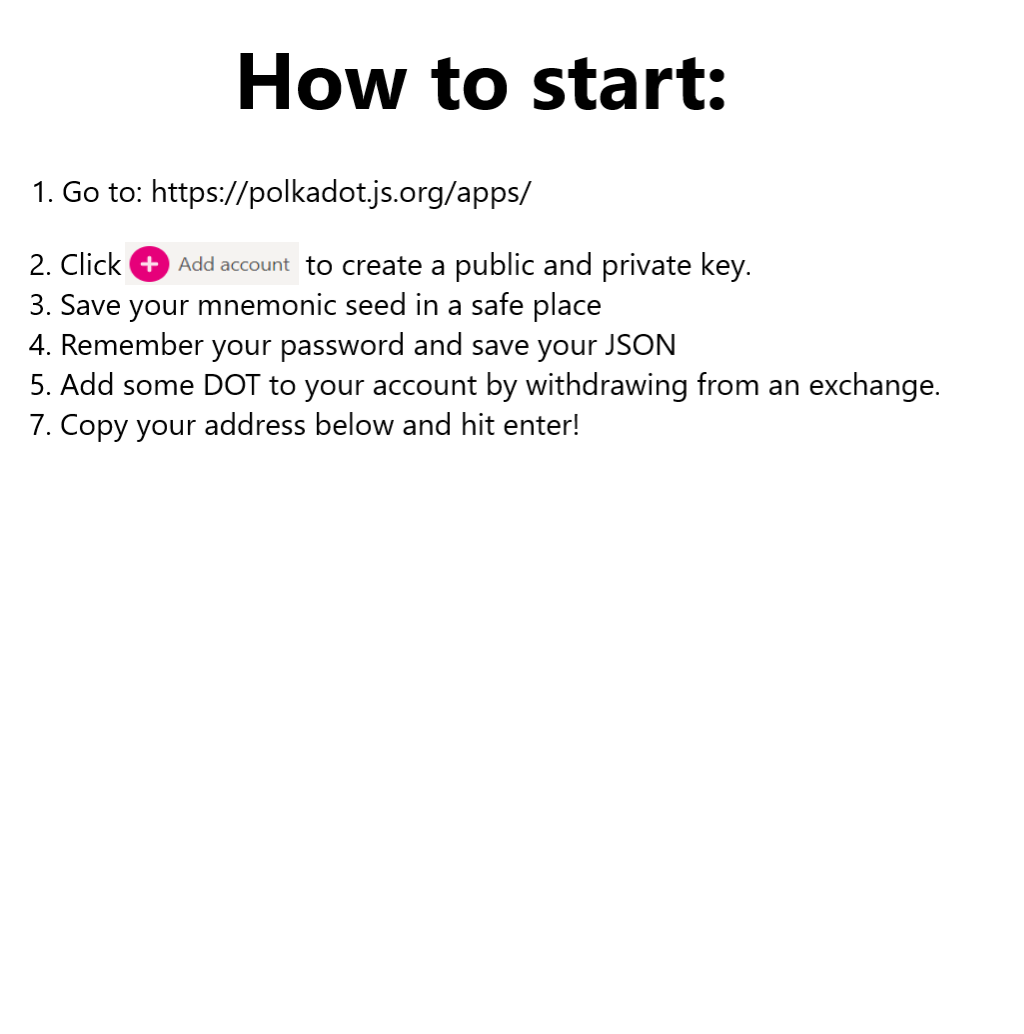 How to start:
1. Go to: https://polkadot.js.org/apps/
2. Click Add account to create a public and private key.
3. Save your mnemonic seed in a safe place
4. Remember your password and save your JSON
5. Add some DOT to your account by withdrawing from an exchange.
7. Copy your address below and hit enter!